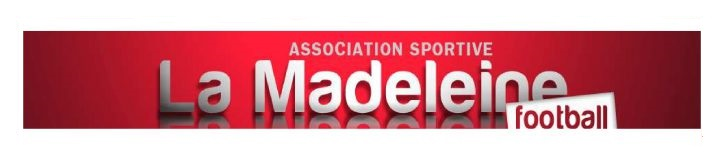 ASSOCIATION SPORTIVE
La Madeleine
football